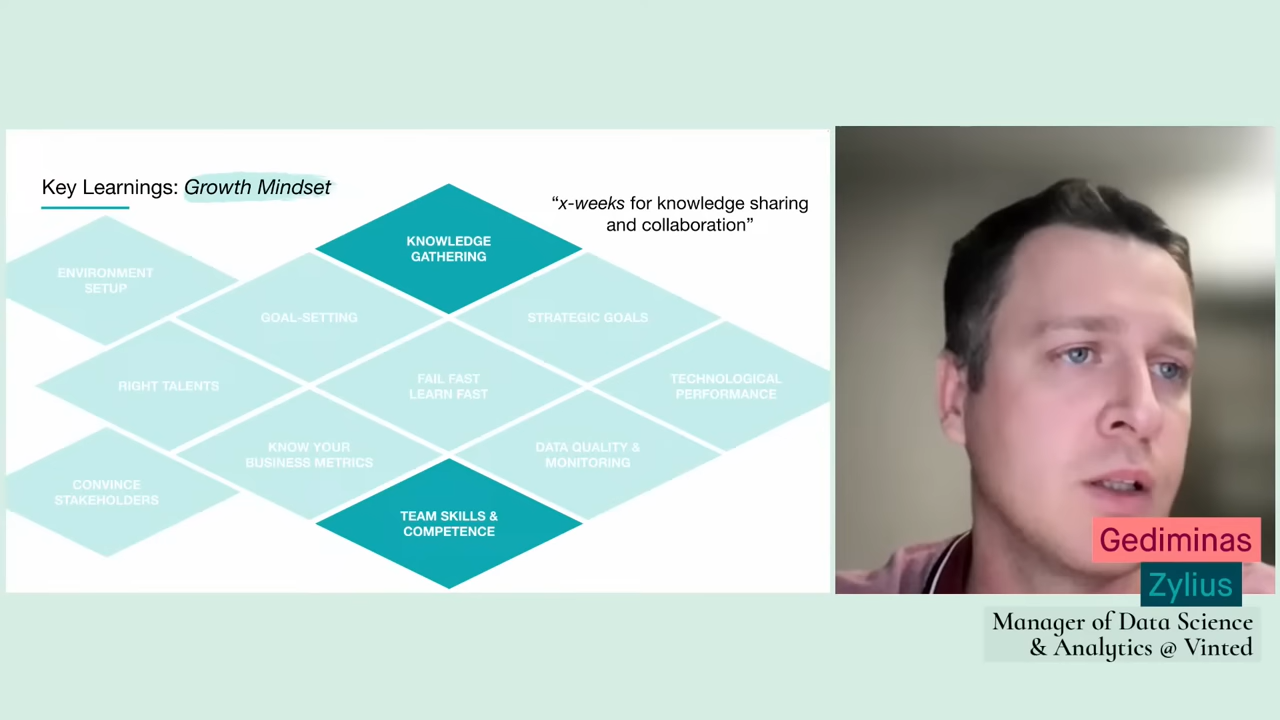 Key Learnings: Growth Mindset
“x-weeks for knowledge sharing
and collaboration”
KNOWLEDGE
GATHERING
ENVIRONMENT
SETUP
GOAL-SETTING
STRATEGIC GOALS
RIGHT TALENTS
FAIL FAST
LEARN FAST
TECHNOLOGICAL
PERFORMANCE
KNOW YOUR
BUSINESS METRICS
DATA QUALITY &
MONITORING
CONVINCE
STAKEHOLDERS
TEAM SKILLS &
COMPETENCE
Gediminas
Zylius
Manager of Data Science
& Analytics @ Vinted